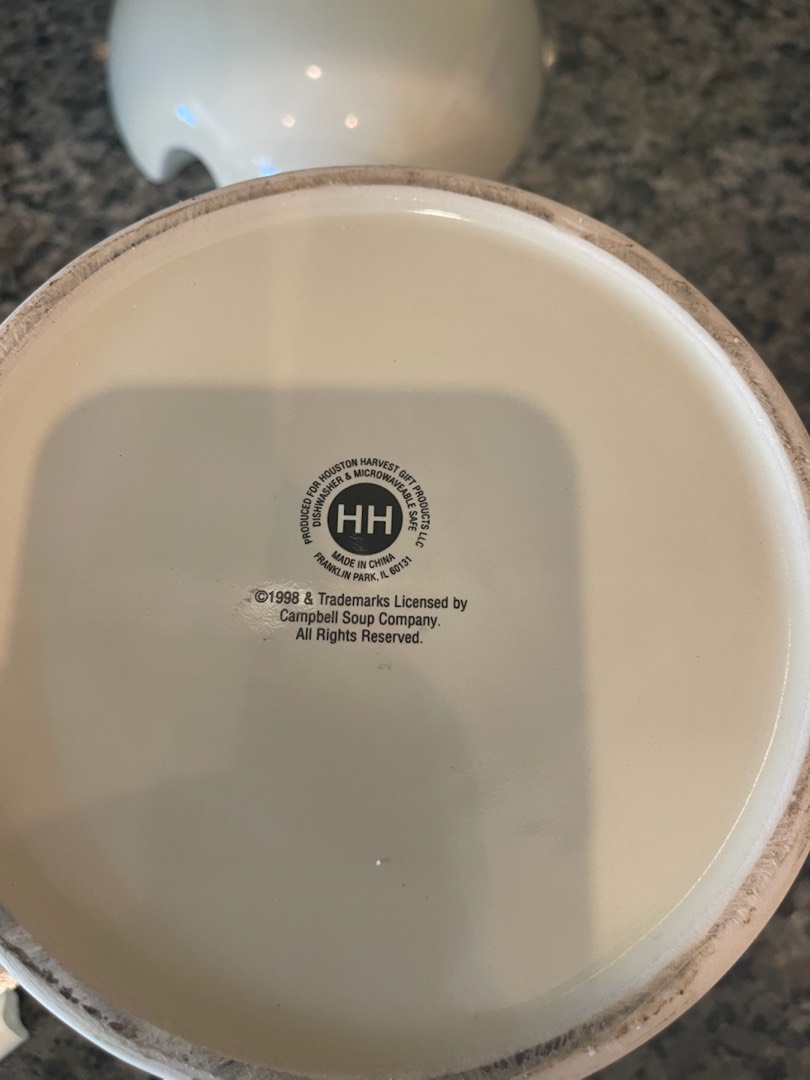 PRODUCED FOR HOUSTON HARVEST GIFT PRODUCTS LLC
DISHWASHER & MICROWAVEABLE SAFE
HH
MADE IN CHINA
FRANKLIN PARK, IL 60131
©1998 & Trademarks Licensed by
Campbell Soup Company.
All Rights Reserved.